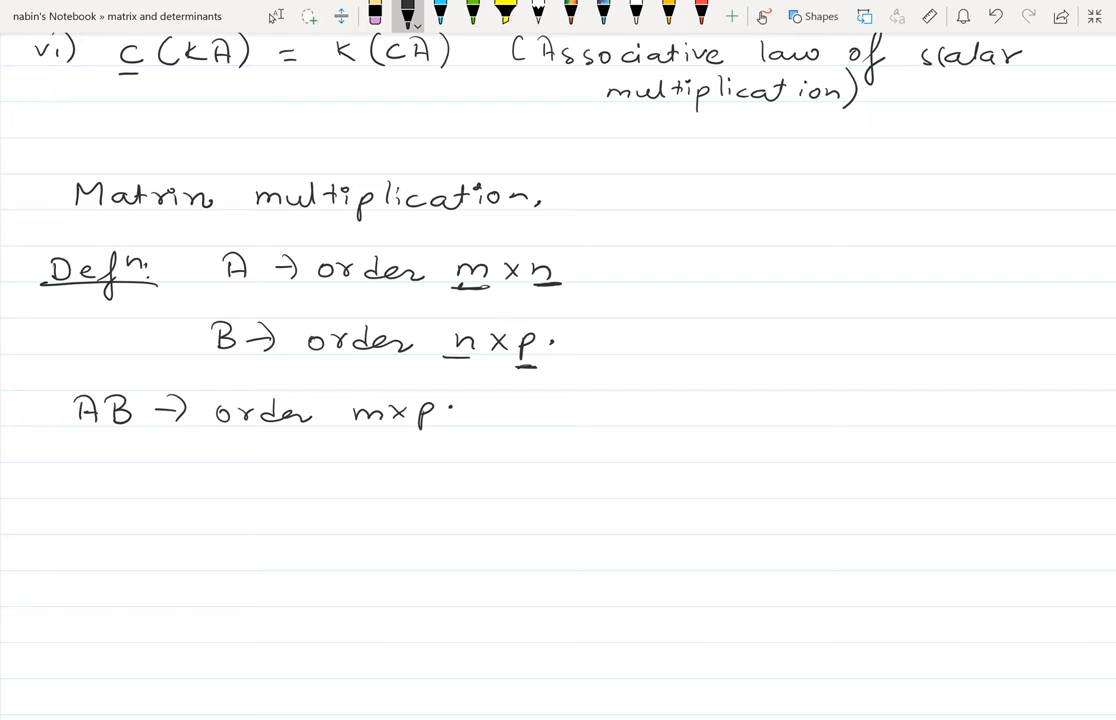 nabin's Notebook » matrix and determinants
Shapes
vi) C (KA) = K (CA) (Associative law of scalar
multiplication)
Matrix multiplication.
Defn. A → order m × n
B → order n × p.
AB → order m×p.